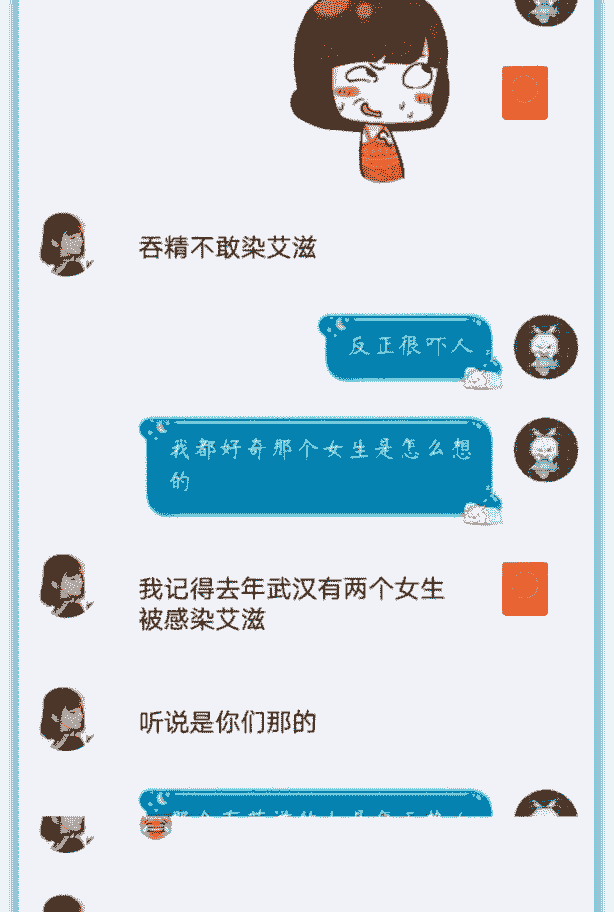 吞精不敢染艾滋
反正很吓人
我都好奇那个女生是怎么想
的
我记得去年武汉有两个女生
被感染艾滋
听说是你们那的